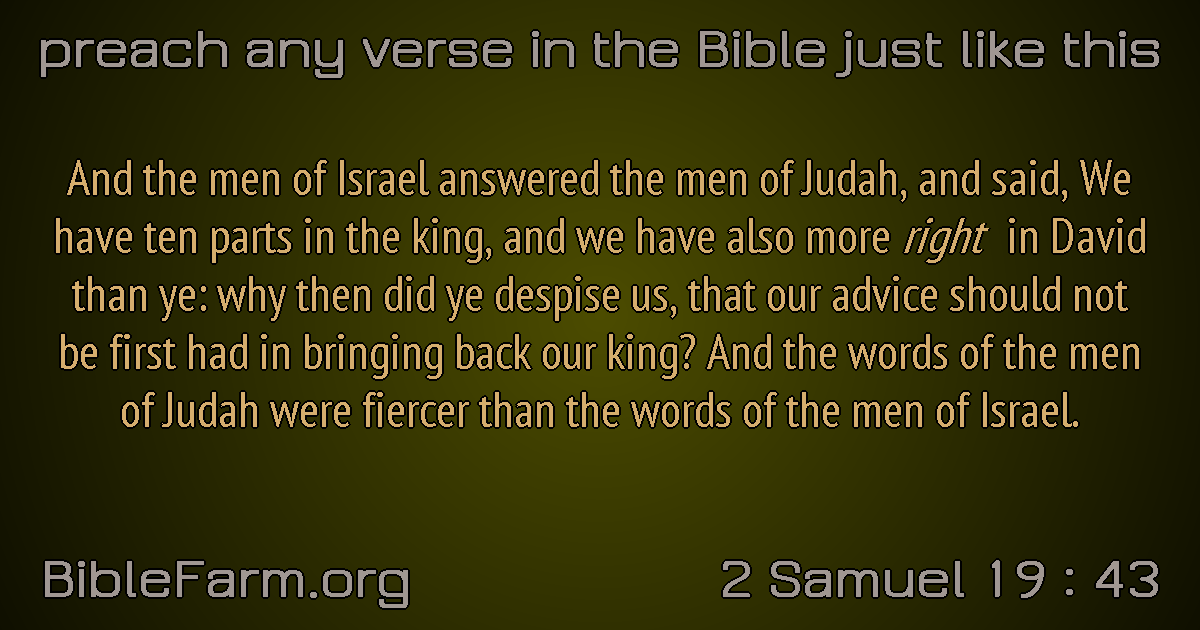 preach any verse in the Bible just like this
And the men of Israel answered the men of Judah, and said, We
have ten parts in the king, and we have also more right in David
than ye: why then did ye despise us, that our advice should not
be first had in bringing back our king? And the words of the men
of Judah were fiercer than the words of the men of Israel.
BibleFarm.org
2 Samuel 19 : 43